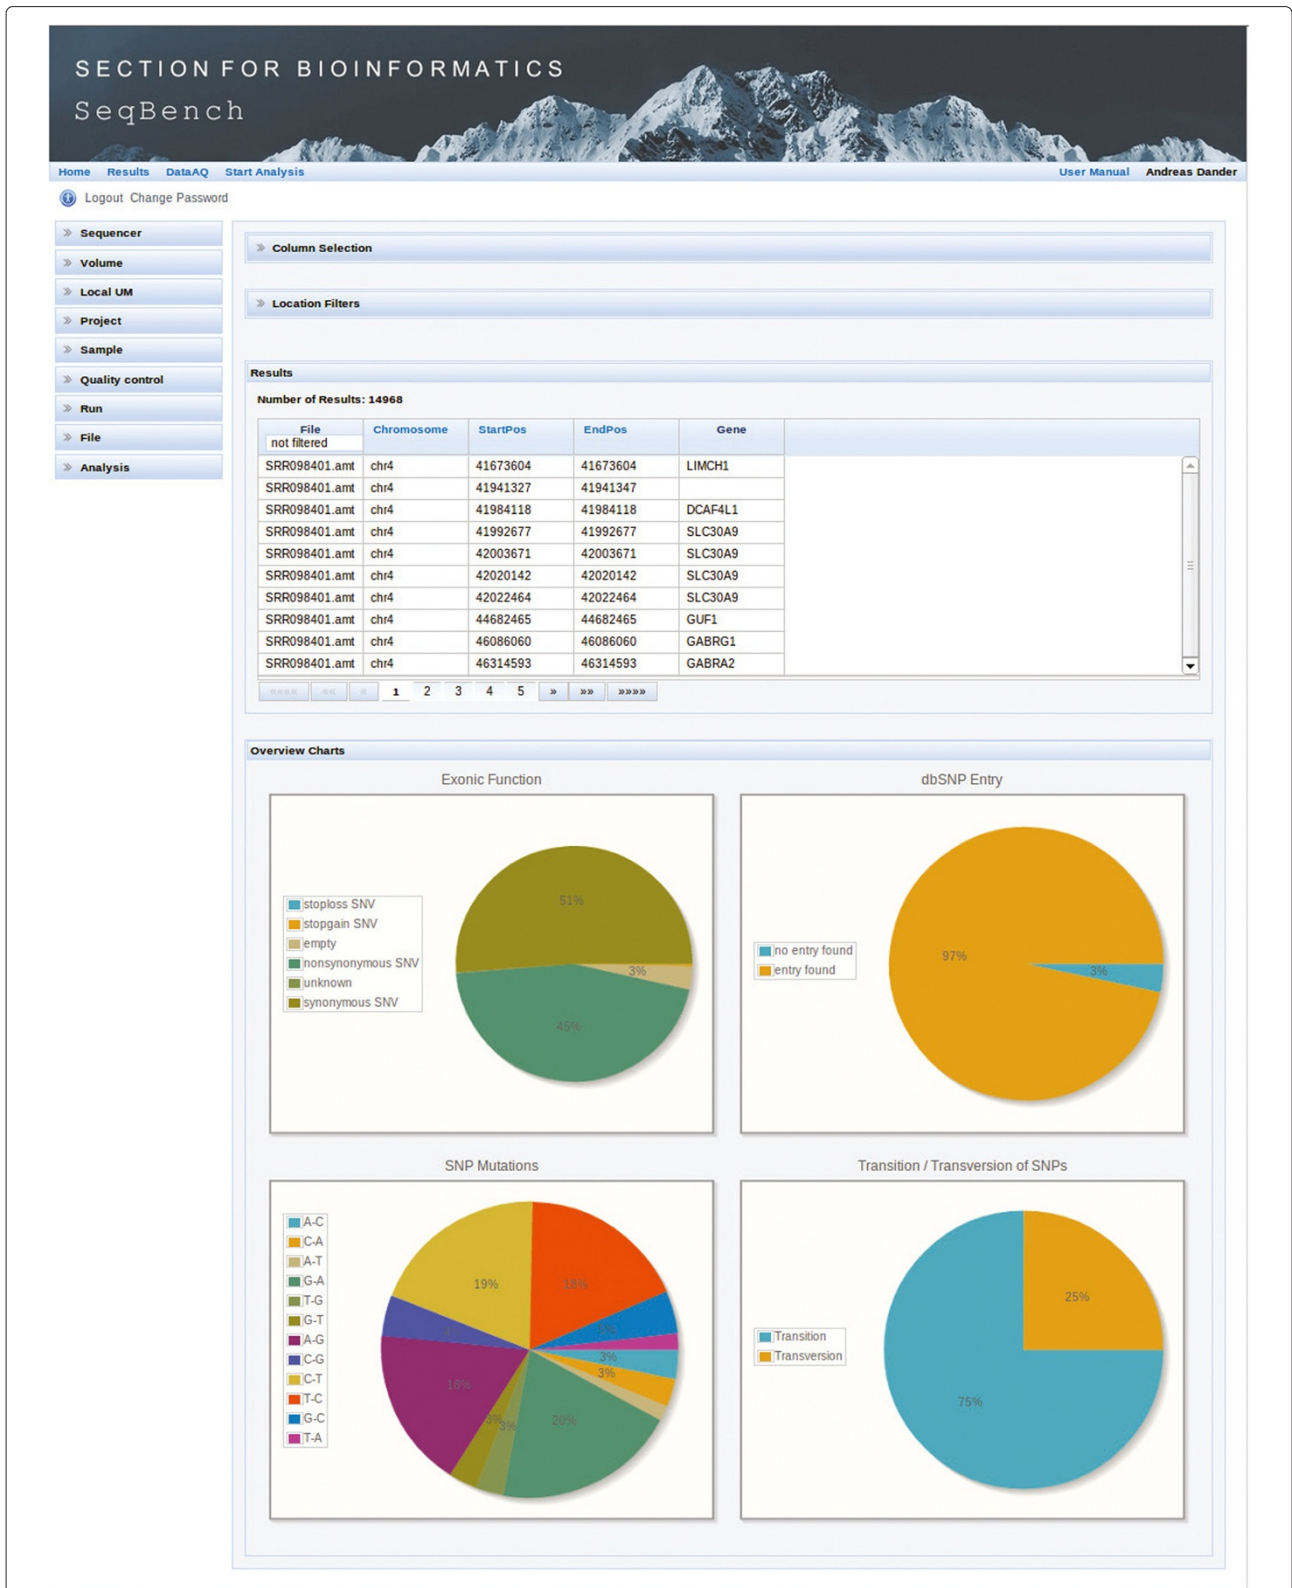 SECTION FOR BIOINFORMATICS
SeqBench
Home Results DataAQ Start Analysis User Manual Andreas Dander
Logout Change Password
Sequencer
Volume
Local UM
Project
Sample
Quality control
Run
File
Analysis
Column Selection
Location Filters
Results
Number of Results: 14968
File Chromosome StartPos EndPos Gene
not filtered
SRR098401.amt chr4 41673604 41673604 LIMCH1
SRR098401.amt chr4 41941327 41941347
SRR098401.amt chr4 41984118 41984118 DCAF4L1
SRR098401.amt chr4 41992677 41992677 SLC30A9
SRR098401.amt chr4 42003671 42003671 SLC30A9
SRR098401.amt chr4 42020142 42020142 SLC30A9
SRR098401.amt chr4 42022464 42022464 SLC30A9
SRR098401.amt chr4 44682465 44682465 GUF1
SRR098401.amt chr4 46086060 46086060 GABRG1
SRR098401.amt chr4 46314593 46314593 GABRA2
«««« «« « 1 2 3 4 5 » »» »»»»
Overview Charts
Exonic Function
stoploss SNV
stopgain SNV
empty
nonsynonymous SNV
unknown
synonymous SNV
51%
3%
45%
dbSNP Entry
no entry found
entry found
97%
3%
SNP Mutations
A-C
C-A
A-T
G-A
T-G
G-T
A-G
C-G
C-T
T-C
G-C
T-A
19%
18%
3%
3%
18%
3%
3%
20%
Transition / Transversion of SNPs
Transition
Transversion
25%
75%